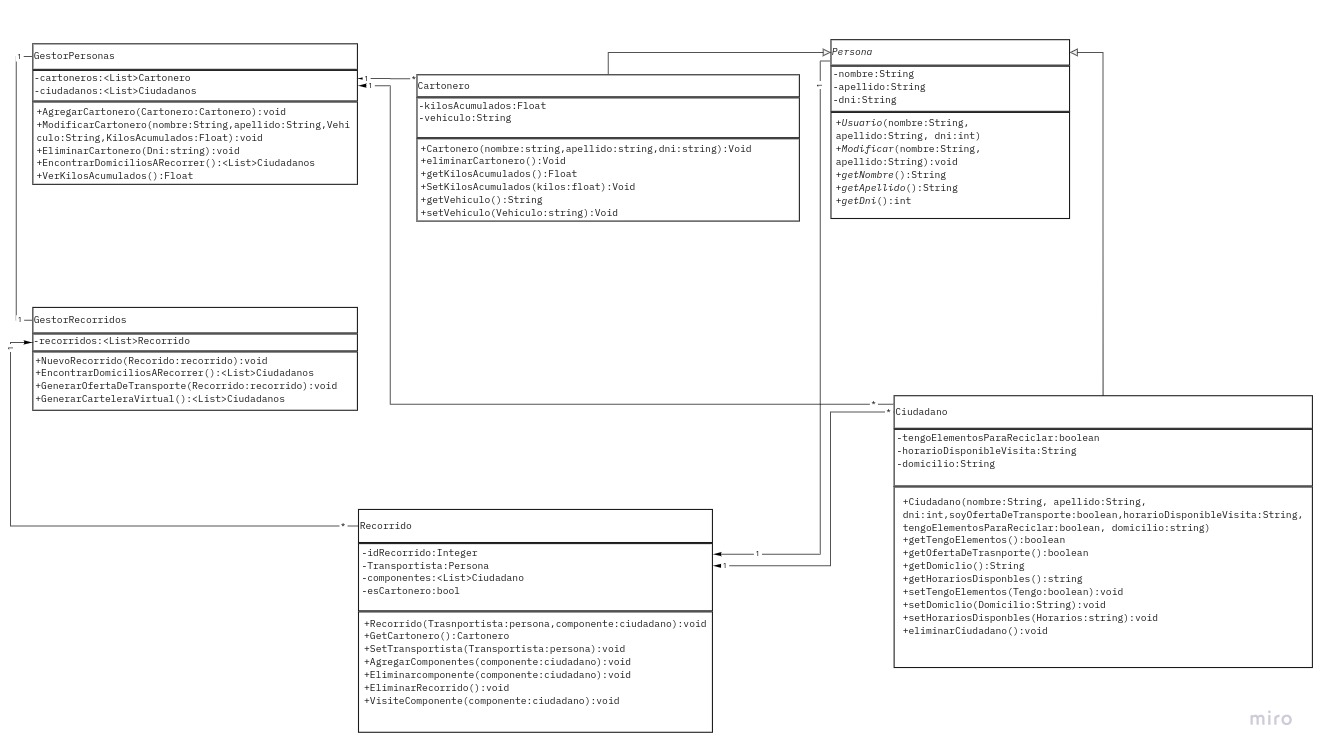 GestorPersonas
-cartoneros:<List>Cartonero
-ciudadanos:<List>Ciudadanos
+AgregarCartonero(Cartonero:Cartonero):void
+ModificarCartonero(nombre:String,apellido:String,Vehi
culo:String,KilosAcumulados:Float):void
+EliminarCartonero(Dni:string):void
+EncontrarDomiciliosARecorrer():<List>Ciudadanos
+VerKilosAcumulados():Float
1
1
*
1
Cartonero
-kilosAcumulados:Float
-vehiculo:String
+Cartonero(nombre:string,apellido:string,dni:string):Void
+eliminarCartonero():Void
+getKilosAcumulados():Float
+SetKilosAcumulados(kilos:float):Void
+getVehiculo():String
+setVehiculo(Vehiculo:string):Void
Persona
-nombre:String
-apellido:String
-dni:String
+Usuario(nombre:String,
apellido:String, dni:int)
+Modificar(nombre:String,
apellido:String):void
+getNombre():String
+getApellido():String
+getDni():int
1
GestorRecorridos
-recorridos:<List>Recorrido
+NuevoRecorrido(Recorido:recorrido):void
+EncontrarDomiciliosARecorrer():<List>Ciudadanos
+GenerarOfertaDeTransporte(Recorrido:recorrido):void
+GenerarCarteleraVirtual():<List>Ciudadanos
1
1
*
*
Ciudadano
-tengoElementosParaReciclar:boolean
-horarioDisponibleVisita:String
-domicilio:String
+Ciudadano(nombre:String, apellido:String,
dni:int,soyOfertaDeTransporte:boolean,horarioDisponibleVisita:String,
tengoElementosParaReciclar:boolean, domicilio:string)
+getTengoElementos():boolean
+getOfertaDeTrasnporte():boolean
+getDomiclio():String
+getHorariosDisponbles():string
+setTengoElementos(Tengo:boolean):void
+setDomiclio(Domicilio:String):void
+setHorariosDisponbles(Horarios:string):void
+eliminarCiudadano():void
*
Recorrido
-idRecorrido:Integer
-Transportista:Persona
-componentes:<List>Ciudadano
-esCartonero:bool
+Recorrido(Trasnportista:persona,componente:ciudadano):void
+GetCartonero():Cartonero
+SetTransportista(Transportista:persona):void
+AgregarComponentes(componente:ciudadano):void
+Eliminarcomponente(componente:ciudadano):void
+EliminarRecorrido():void
+VisiteComponente(componente:ciudadano):void
1
1
miro